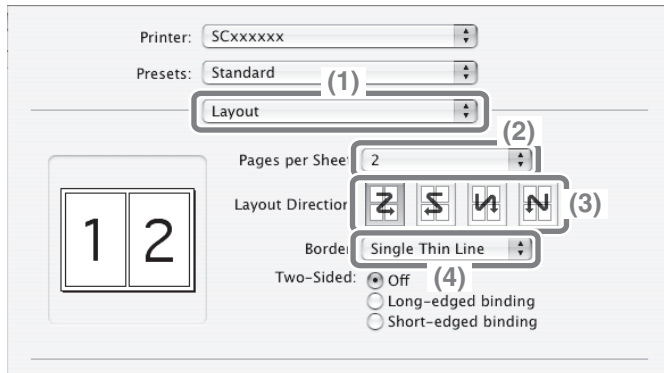 Printer: SCxxxxxx
Presets: Standard
(1)
Layout
(2)
Pages per Sheet 2
Layout Direction
(3)
Border Single Thin Line
Two-Sided: Off
(4)
Long-edged binding
Short-edged binding
1 2